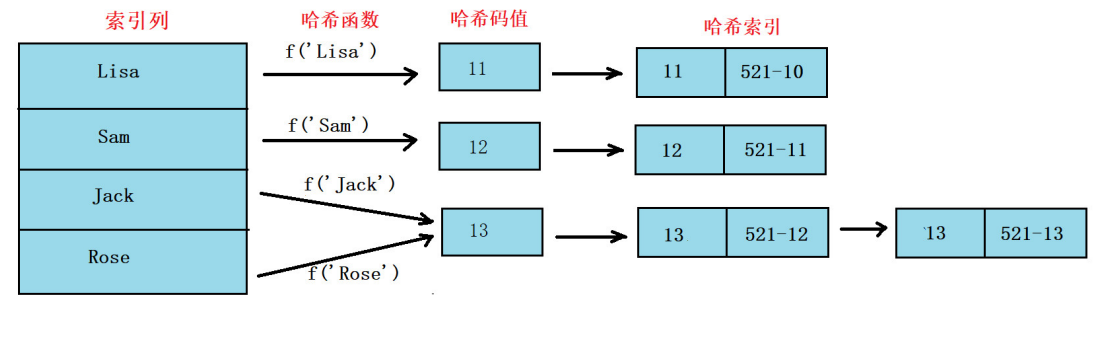 索引列 哈希函数 哈希码值 哈希索引
Lisa f('Lisa') 11 11 521-10
Sam f('Sam') 12 12 521-11
Jack f('Jack') 13 13 521-12 13 521-13
Rose f('Rose')